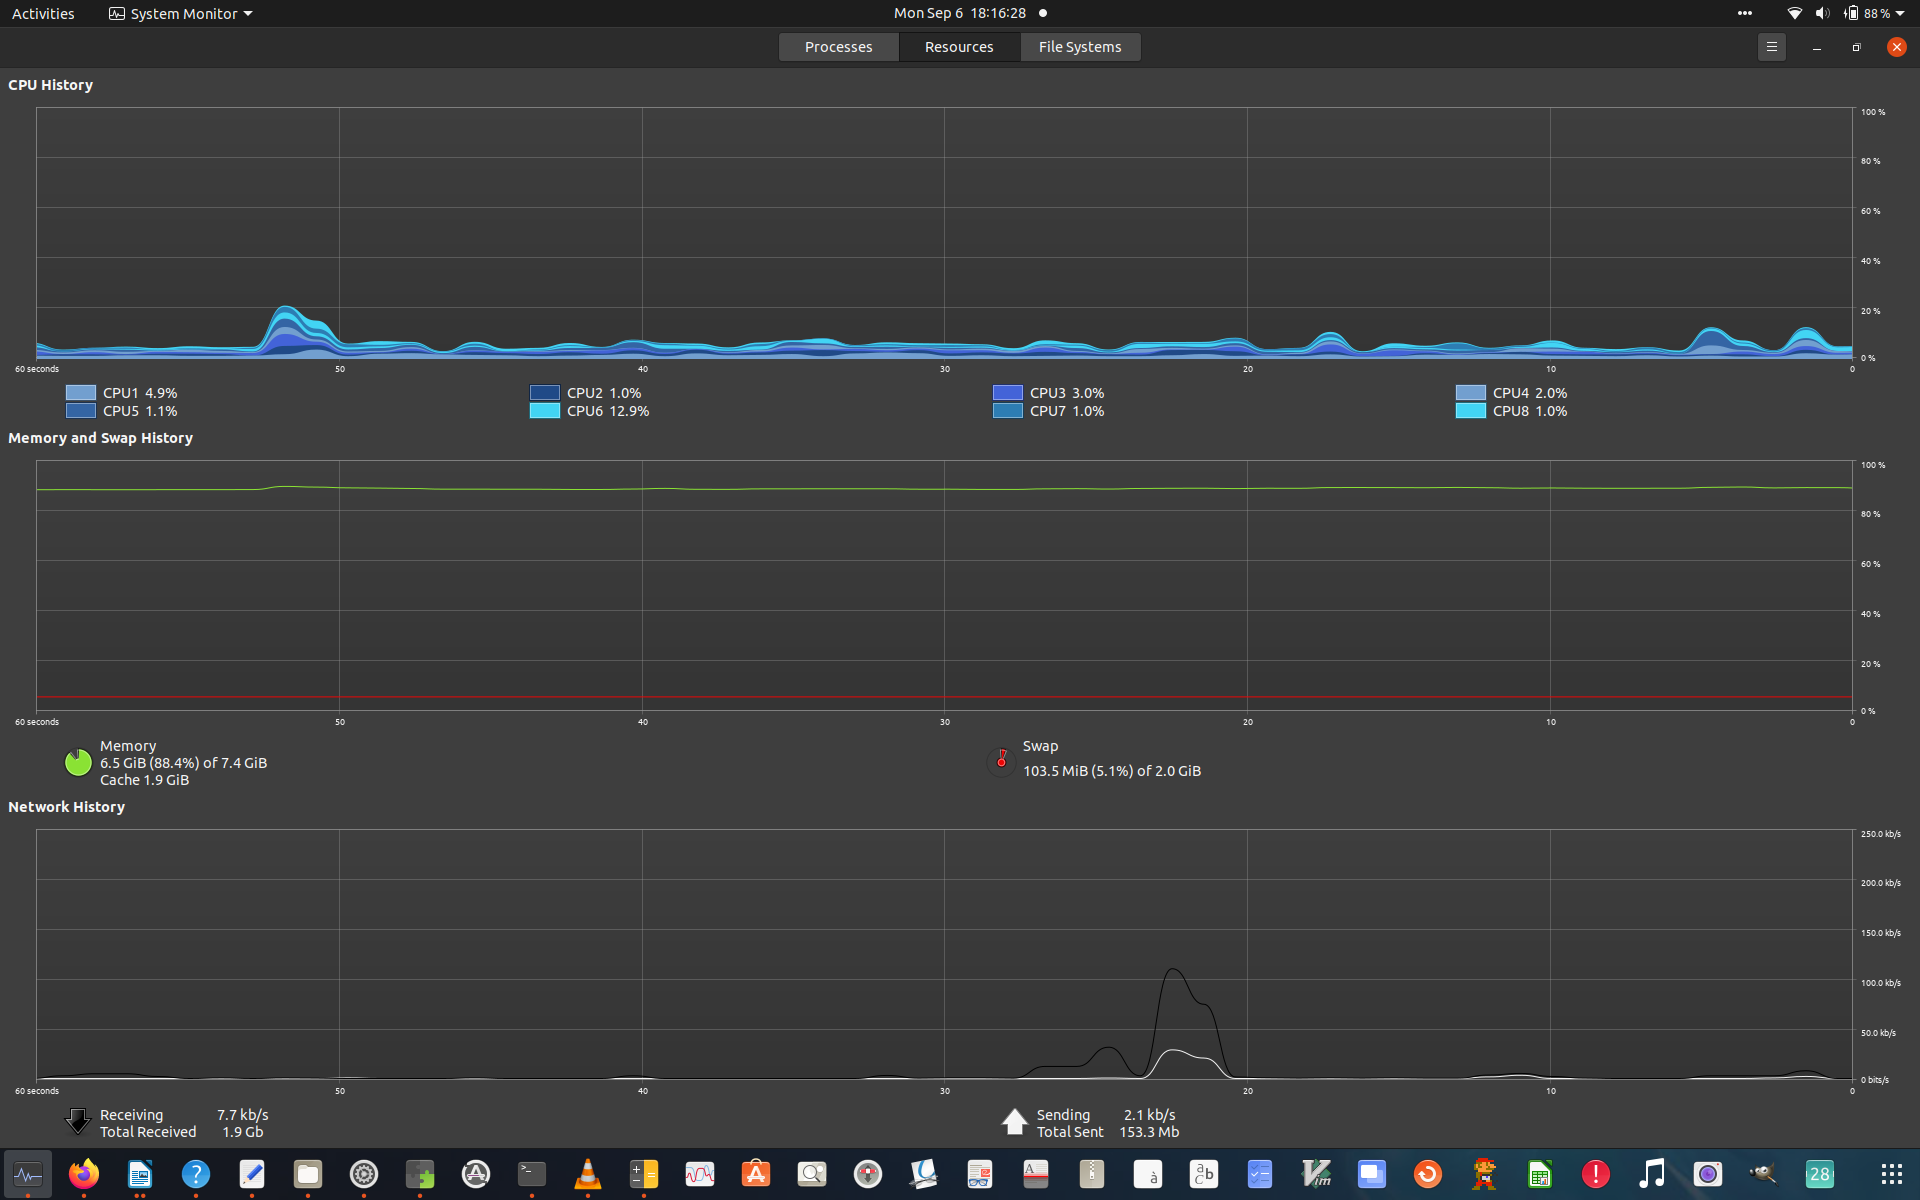 Activities System Monitor Mon Sep 6 18:16:28 88 %
Processes Resources File Systems
CPU History
100 %
80 %
60 %
40 %
20 %
0 %
60 seconds 50 40 30 20 10 0
CPU1 4.9% CPU2 1.0% CPU3 3.0% CPU4 2.0%
CPU5 1.1% CPU6 12.9% CPU7 1.0% CPU8 1.0%
Memory and Swap History
100 %
80 %
60 %
40 %
20 %
0 %
60 seconds 50 40 30 20 10 0
Memory Swap
6.5 GiB (88.4%) of 7.4 GiB 103.5 MiB (5.1%) of 2.0 GiB
Cache 1.9 GiB
Network History
250.0 kb/s
200.0 kb/s
150.0 kb/s
100.0 kb/s
50.0 kb/s
0 bits/s
60 seconds 50 40 30 20 10 0
Receiving 7.7 kb/s Sending 2.1 kb/s
Total Received 1.9 Gb Total Sent 153.3 Mb
? >_ A A à a b c Vim ! 28